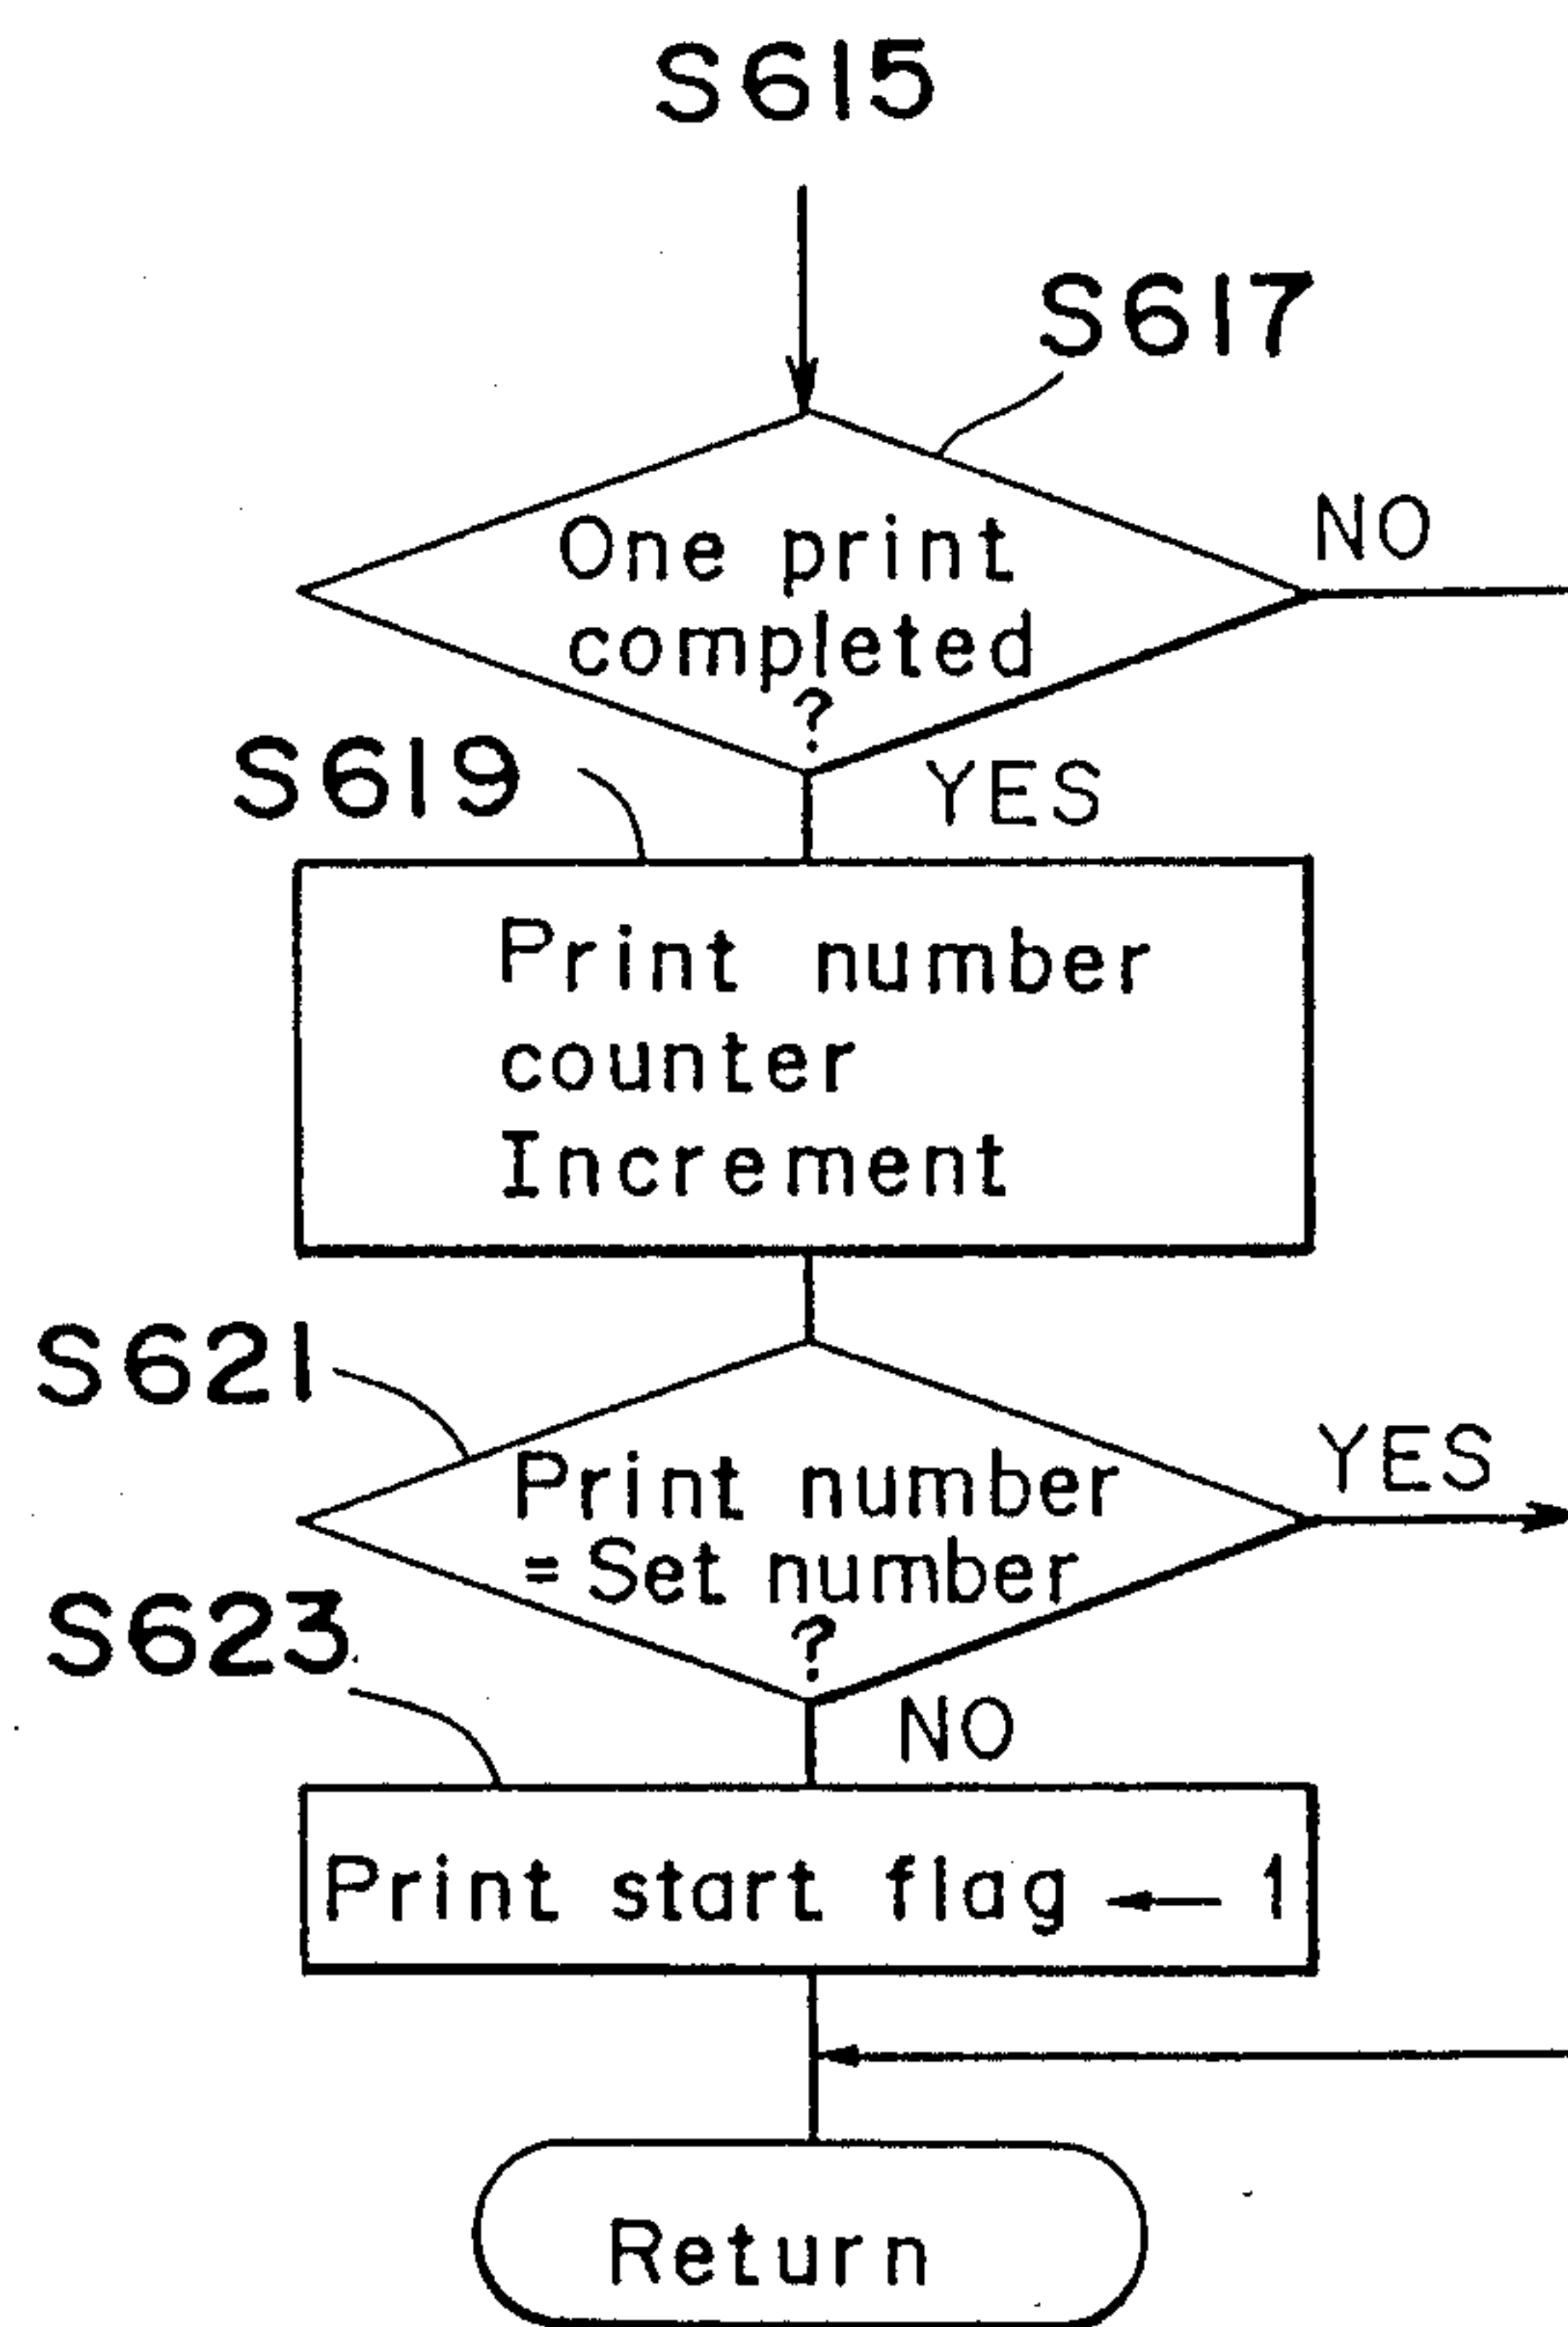 S615
S617
One print
completed
?
NO
YES
S619
Print number
counter
Increment
S621
Print number
= Set number
?
YES
NO
S623
Print start flag ← 1
Return